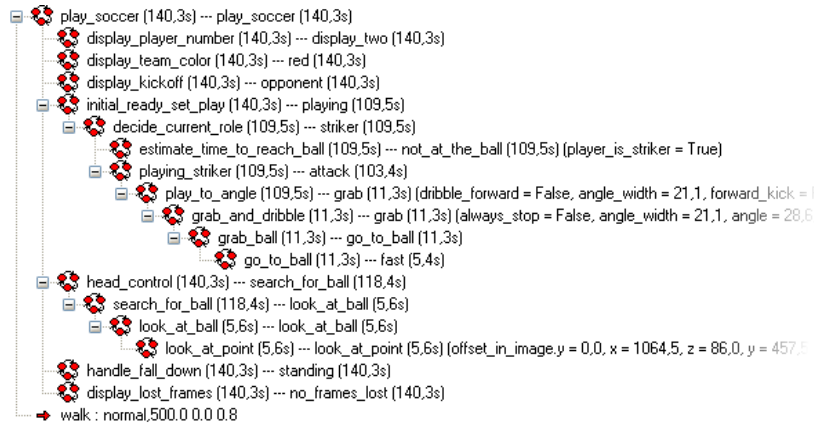 play_soccer (140,3s) --- play_soccer (140,3s)
display_player_number (140,3s) --- display_two (140,3s)
display_team_color (140,3s) --- red (140,3s)
display_kickoff (140,3s) --- opponent (140,3s)
initial_ready_set_play (140,3s) --- playing (109,5s)
decide_current_role (109,5s) --- striker (109,5s)
estimate_time_to_reach_ball (109,5s) --- not_at_the_ball (109,5s) (player_is_striker = True)
playing_striker (109,5s) --- attack (103,4s)
play_to_angle (109,5s) --- grab (11,3s) (dribble_forward = False, angle_width = 21,1, forward_kick =
grab_and_dribble (11,3s) --- grab (11,3s) (always_stop = False, angle_width = 21,1, angle = 28,6
grab_ball (11,3s) --- go_to_ball (11,3s)
go_to_ball (11,3s) --- fast (5,4s)
head_control (140,3s) --- search_for_ball (118,4s)
search_for_ball (118,4s) --- look_at_ball (5,6s)
look_at_ball (5,6s) --- look_at_ball (5,6s)
look_at_point (5,6s) --- look_at_point (5,6s) (offset_in_image.y = 0,0, x = 1064,5, z = 86,0, y = 457,5
handle_fall_down (140,3s) --- standing (140,3s)
display_lost_frames (140,3s) --- no_frames_lost (140,3s)
walk : normal,500.0 0.0 0.8